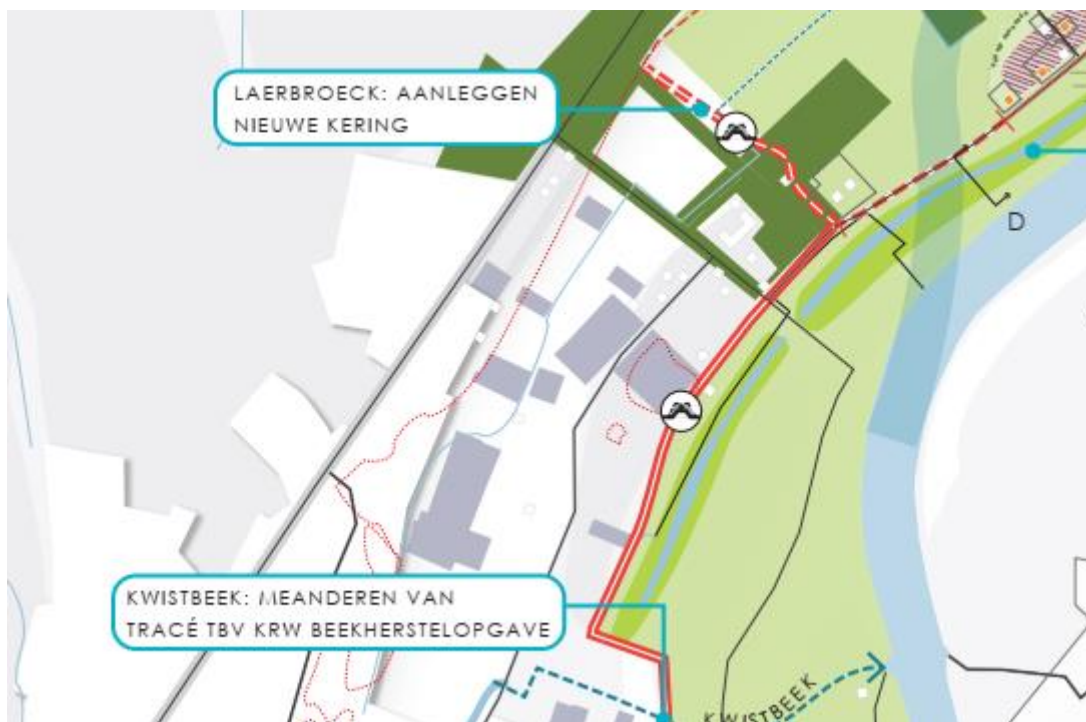 LAERBROECK: AANLEGGEN
NIEUWE KERING
D
KWISTBEEK: MEANDEREN VAN
TRACÉ TBV KRW BEEKHERSTELOPGAVE
KWISTBEEK